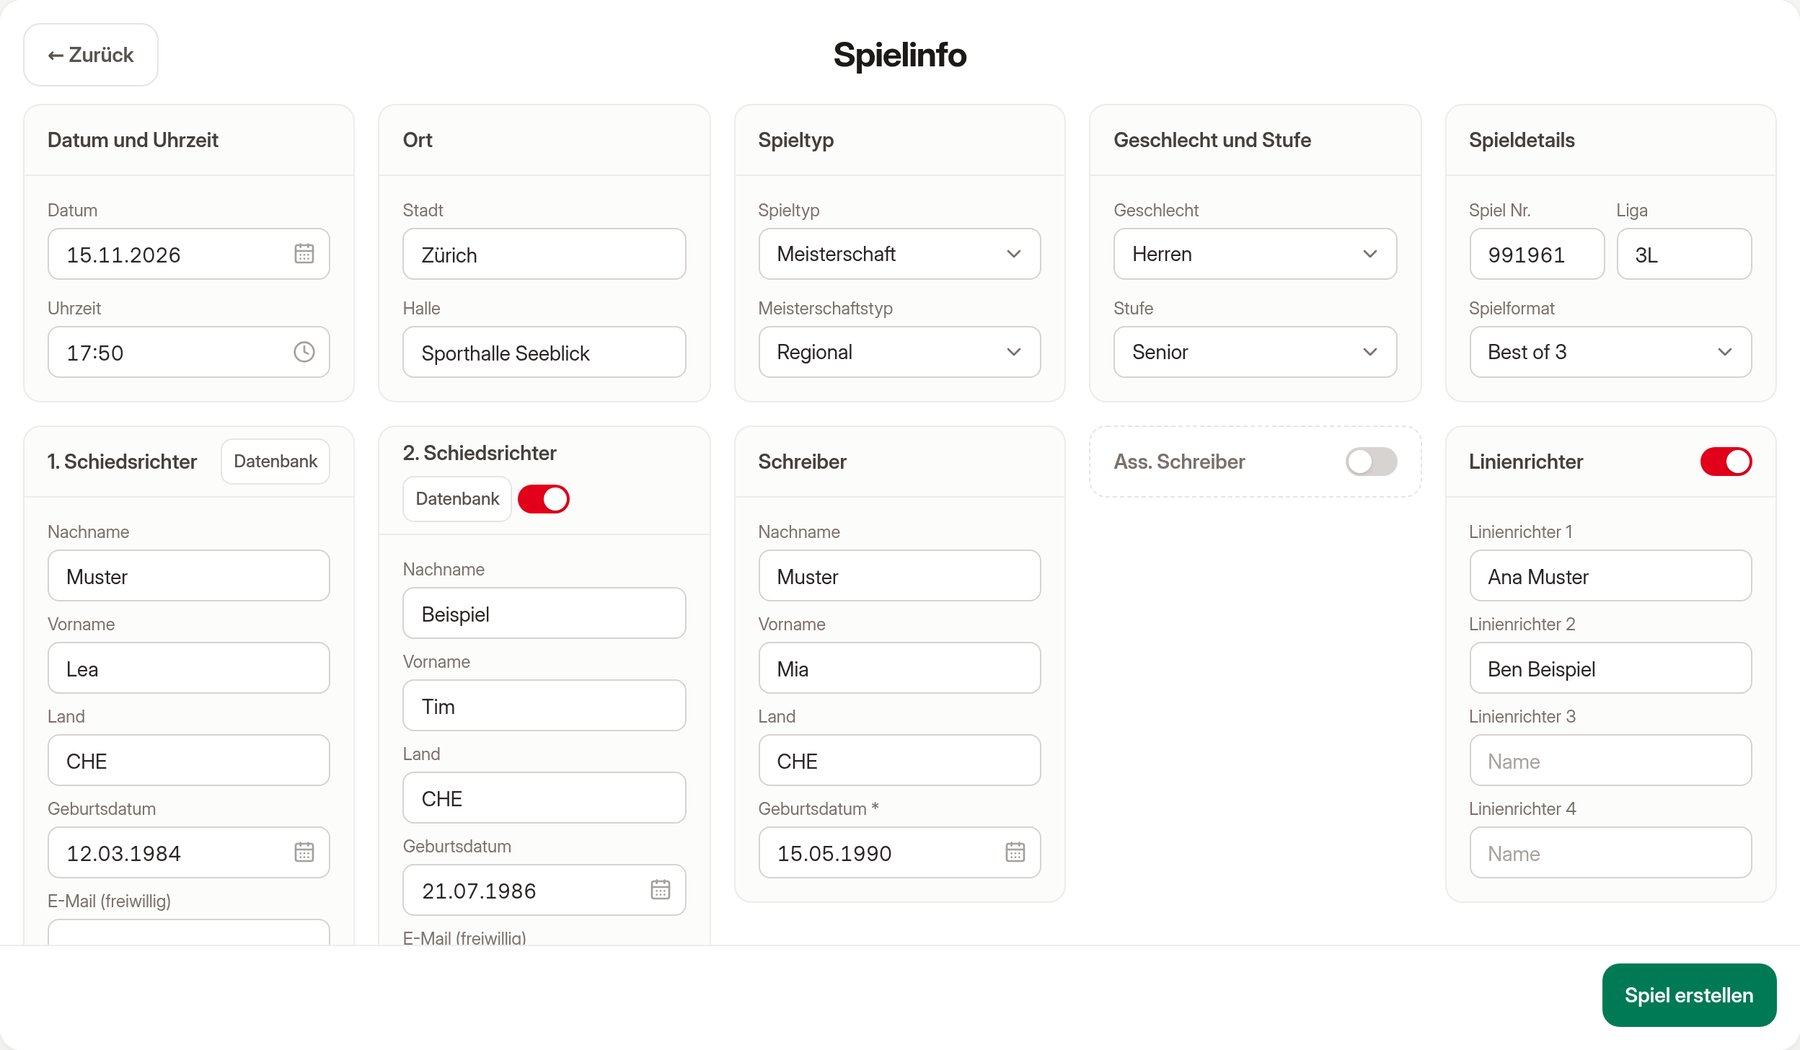 ← Zurück
Spielinfo
Datum und Uhrzeit
Datum
15.11.2026
Uhrzeit
17:50
Ort
Stadt
Zürich
Halle
Sporthalle Seeblick
Spieltyp
Spieltyp
Meisterschaft
Meisterschaftstyp
Regional
Geschlecht und Stufe
Geschlecht
Herren
Stufe
Senior
Spieldetails
Spiel Nr.
Liga
991961
3L
Spielformat
Best of 3
1. Schiedsrichter
Datenbank
Nachname
Muster
Vorname
Lea
Land
CHE
Geburtsdatum
12.03.1984
E-Mail (freiwillig)
2. Schiedsrichter
Datenbank
Nachname
Beispiel
Vorname
Tim
Land
CHE
Geburtsdatum
21.07.1986
E-Mail (freiwillig)
Schreiber
Nachname
Muster
Vorname
Mia
Land
CHE
Geburtsdatum *
15.05.1990
Ass. Schreiber
Linienrichter
Linienrichter 1
Ana Muster
Linienrichter 2
Ben Beispiel
Linienrichter 3
Name
Linienrichter 4
Name
Spiel erstellen